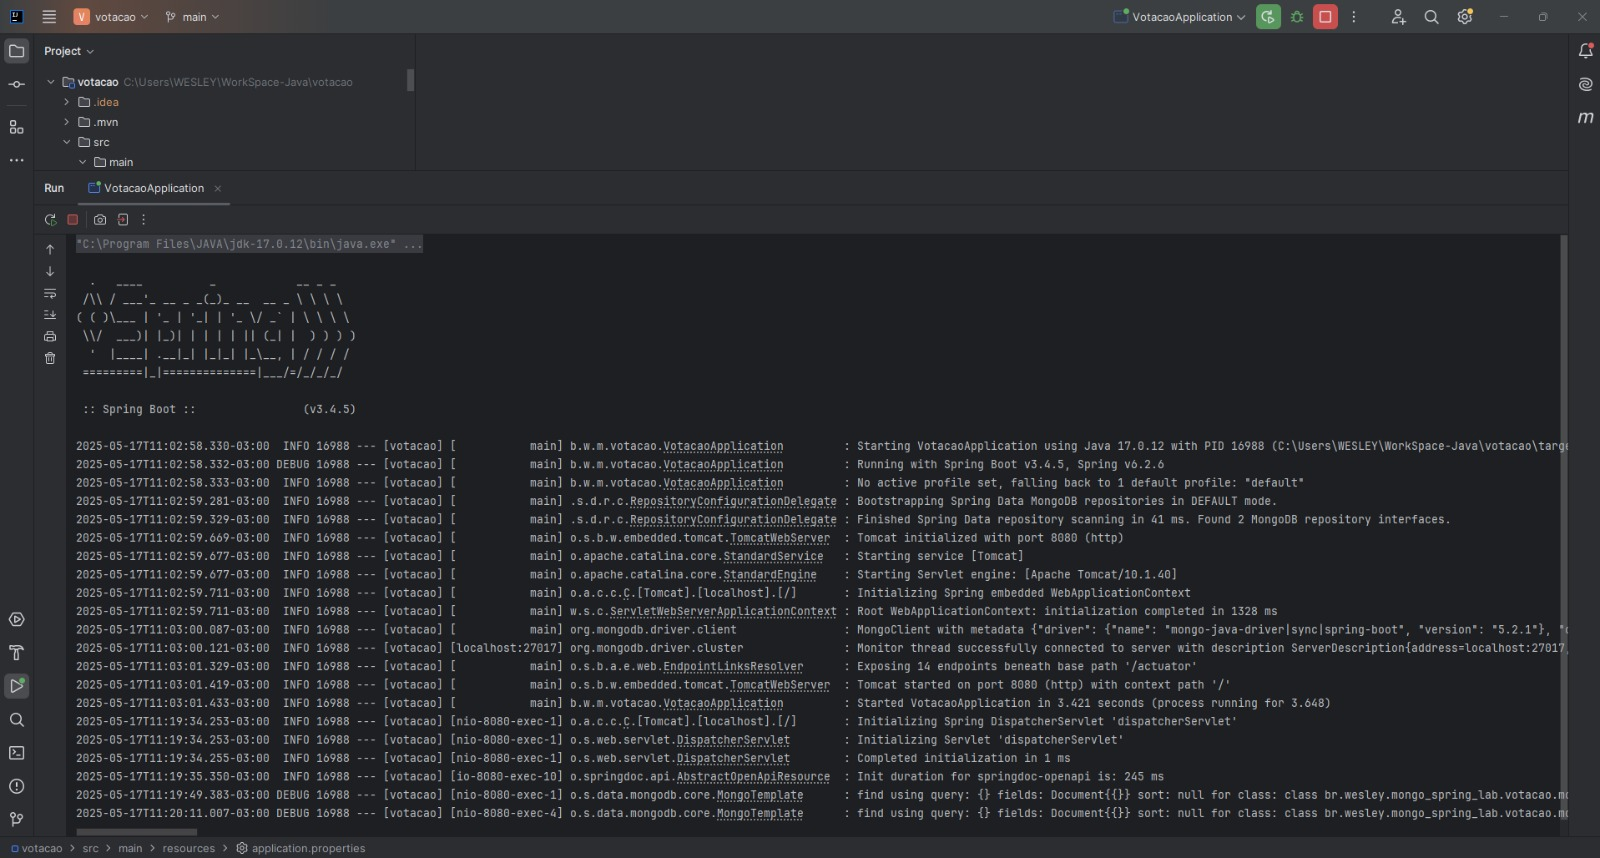 V votacao main VotacaoApplication
Project
votacao C:\Users\WESLEY\WorkSpace-Java\votacao
.idea
.mvn
src
main
Run VotacaoApplication
"C:\Program Files\JAVA\jdk-17.0.12\bin\java.exe" ...
  .   ____          _            __ _ _
 /\\ / ___'_ __ _ _(_)_ __  __ _ \ \ \ \
( ( )\___ | '_ | '_| | '_ \/ _` | \ \ \ \
 \\/  ___)| |_)| | | | | || (_| |  ) ) ) )
  '  |____| .__|_| |_|_| |_\__, | / / / /
 =========|_|==============|___/=/_/_/_/
 :: Spring Boot ::                (v3.4.5)
2025-05-17T11:02:58.330-03:00  INFO 16988 --- [votacao] [           main] b.w.m.votacao.VotacaoApplication         : Starting VotacaoApplication using Java 17.0.12 with PID 16988 (C:\Users\WESLEY\WorkSpace-Java\votacao\targe
2025-05-17T11:02:58.332-03:00 DEBUG 16988 --- [votacao] [           main] b.w.m.votacao.VotacaoApplication         : Running with Spring Boot v3.4.5, Spring v6.2.6
2025-05-17T11:02:58.333-03:00  INFO 16988 --- [votacao] [           main] b.w.m.votacao.VotacaoApplication         : No active profile set, falling back to 1 default profile: "default"
2025-05-17T11:02:59.281-03:00  INFO 16988 --- [votacao] [           main] .s.d.r.c.RepositoryConfigurationDelegate : Bootstrapping Spring Data MongoDB repositories in DEFAULT mode.
2025-05-17T11:02:59.329-03:00  INFO 16988 --- [votacao] [           main] .s.d.r.c.RepositoryConfigurationDelegate : Finished Spring Data repository scanning in 41 ms. Found 2 MongoDB repository interfaces.
2025-05-17T11:02:59.669-03:00  INFO 16988 --- [votacao] [           main] o.s.b.w.embedded.tomcat.TomcatWebServer  : Tomcat initialized with port 8080 (http)
2025-05-17T11:02:59.677-03:00  INFO 16988 --- [votacao] [           main] o.apache.catalina.core.StandardService   : Starting service [Tomcat]
2025-05-17T11:02:59.677-03:00  INFO 16988 --- [votacao] [           main] o.apache.catalina.core.StandardEngine    : Starting Servlet engine: [Apache Tomcat/10.1.40]
2025-05-17T11:02:59.711-03:00  INFO 16988 --- [votacao] [           main] o.a.c.c.C.[Tomcat].[localhost].[/]       : Initializing Spring embedded WebApplicationContext
2025-05-17T11:02:59.711-03:00  INFO 16988 --- [votacao] [           main] w.s.c.ServletWebServerApplicationContext : Root WebApplicationContext: initialization completed in 1328 ms
2025-05-17T11:03:00.087-03:00  INFO 16988 --- [votacao] [           main] org.mongodb.driver.client                : MongoClient with metadata {"driver": {"name": "mongo-java-driver|sync|spring-boot", "version": "5.2.1"}, "o
2025-05-17T11:03:00.121-03:00  INFO 16988 --- [votacao] [localhost:27017] org.mongodb.driver.cluster               : Monitor thread successfully connected to server with description ServerDescription{address=localhost:27017,
2025-05-17T11:03:01.329-03:00  INFO 16988 --- [votacao] [           main] o.s.b.a.e.web.EndpointLinksResolver      : Exposing 14 endpoints beneath base path '/actuator'
2025-05-17T11:03:01.419-03:00  INFO 16988 --- [votacao] [           main] o.s.b.w.embedded.tomcat.TomcatWebServer  : Tomcat started on port 8080 (http) with context path '/'
2025-05-17T11:03:01.433-03:00  INFO 16988 --- [votacao] [           main] b.w.m.votacao.VotacaoApplication         : Started VotacaoApplication in 3.421 seconds (process running for 3.648)
2025-05-17T11:19:34.253-03:00  INFO 16988 --- [votacao] [nio-8080-exec-1] o.a.c.c.C.[Tomcat].[localhost].[/]       : Initializing Spring DispatcherServlet 'dispatcherServlet'
2025-05-17T11:19:34.253-03:00  INFO 16988 --- [votacao] [nio-8080-exec-1] o.s.web.servlet.DispatcherServlet        : Initializing Servlet 'dispatcherServlet'
2025-05-17T11:19:34.255-03:00  INFO 16988 --- [votacao] [nio-8080-exec-1] o.s.web.servlet.DispatcherServlet        : Completed initialization in 1 ms
2025-05-17T11:19:35.350-03:00  INFO 16988 --- [votacao] [io-8080-exec-10] o.springdoc.api.AbstractOpenApiResource  : Init duration for springdoc-openapi is: 245 ms
2025-05-17T11:19:49.383-03:00 DEBUG 16988 --- [votacao] [nio-8080-exec-1] o.s.data.mongodb.core.MongoTemplate      : find using query: {} fields: Document{{}} sort: null for class: class br.wesley.mongo_spring_lab.votacao.mo
2025-05-17T11:20:11.007-03:00 DEBUG 16988 --- [votacao] [nio-8080-exec-4] o.s.data.mongodb.core.MongoTemplate      : find using query: {} fields: Document{{}} sort: null for class: class br.wesley.mongo_spring_lab.votacao.mo
votacao > src > main > resources > application.properties